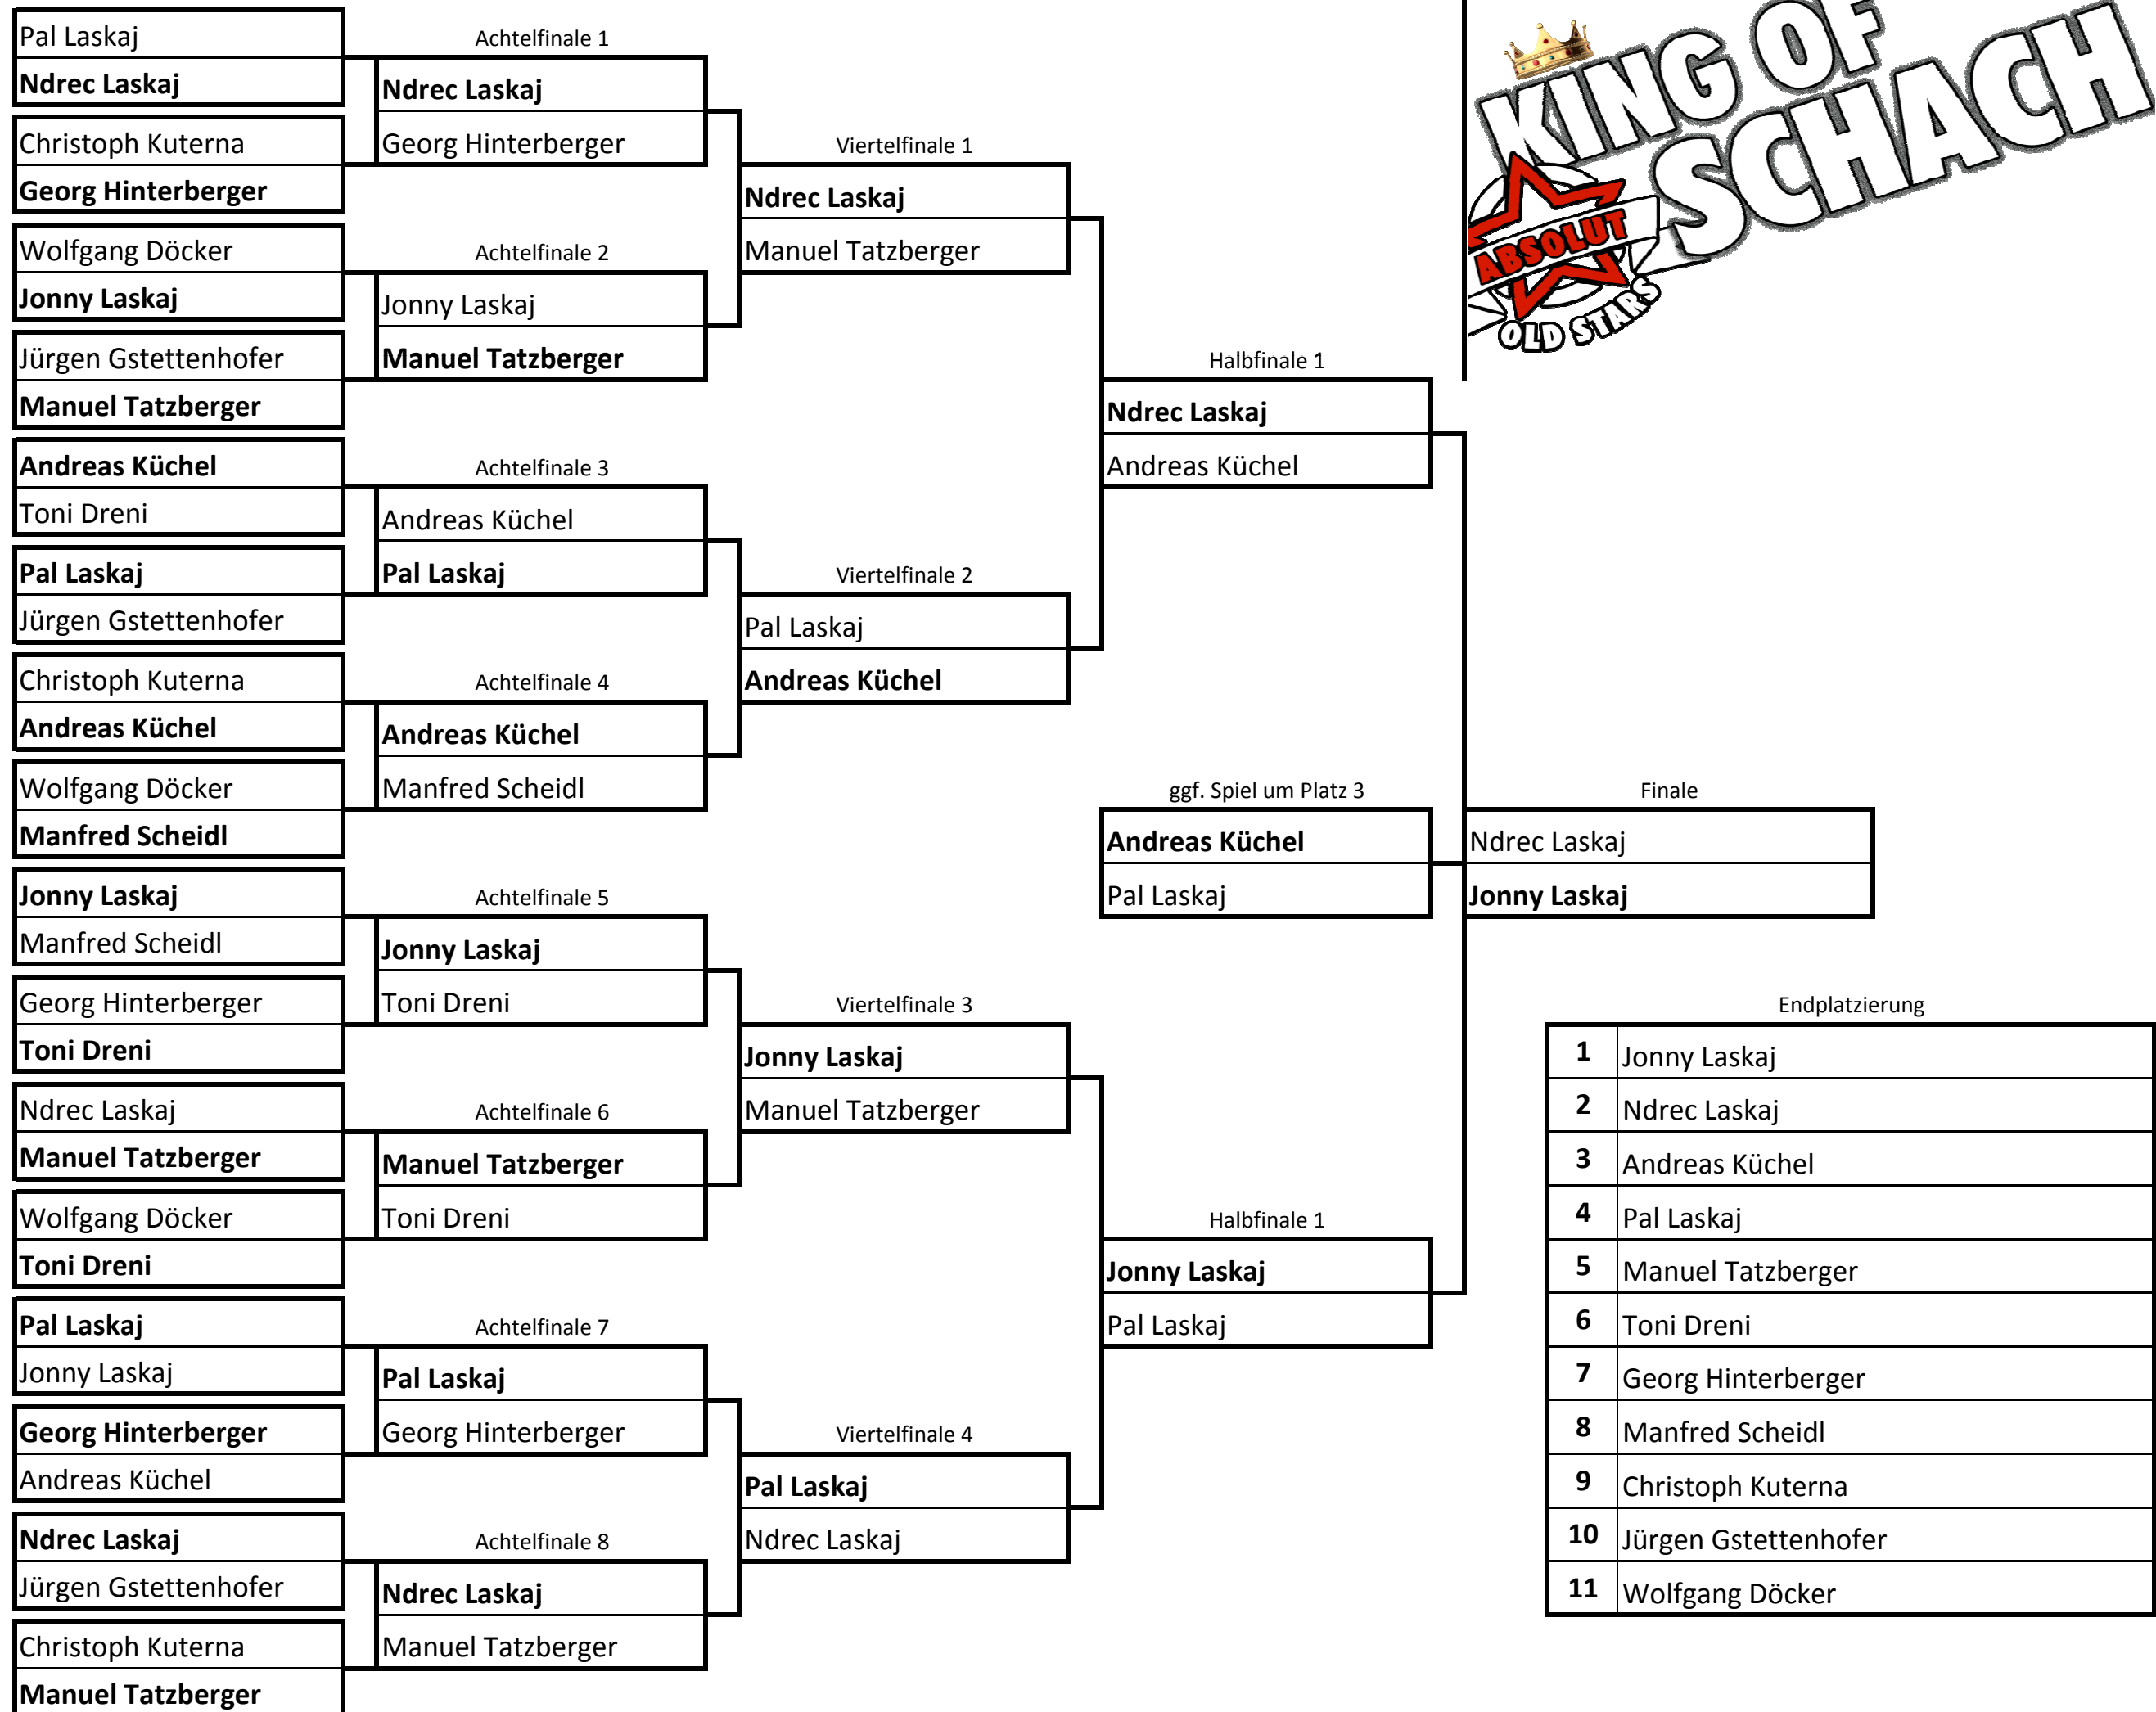 KING OF
SCHACH
ABSOLUT
OLD STARS
Pal Laskaj
Ndrec Laskaj
Christoph Kuterna
Georg Hinterberger
Wolfgang Döcker
Jonny Laskaj
Jürgen Gstettenhofer
Manuel Tatzberger
Andreas Küchel
Toni Dreni
Pal Laskaj
Jürgen Gstettenhofer
Christoph Kuterna
Andreas Küchel
Wolfgang Döcker
Manfred Scheidl
Jonny Laskaj
Manfred Scheidl
Georg Hinterberger
Toni Dreni
Ndrec Laskaj
Manuel Tatzberger
Wolfgang Döcker
Toni Dreni
Pal Laskaj
Jonny Laskaj
Georg Hinterberger
Andreas Küchel
Ndrec Laskaj
Jürgen Gstettenhofer
Christoph Kuterna
Manuel Tatzberger
Achtelfinale 1
Ndrec Laskaj
Georg Hinterberger
Achtelfinale 2
Jonny Laskaj
Manuel Tatzberger
Achtelfinale 3
Andreas Küchel
Pal Laskaj
Achtelfinale 4
Andreas Küchel
Manfred Scheidl
Achtelfinale 5
Jonny Laskaj
Toni Dreni
Achtelfinale 6
Manuel Tatzberger
Toni Dreni
Achtelfinale 7
Pal Laskaj
Georg Hinterberger
Achtelfinale 8
Ndrec Laskaj
Manuel Tatzberger
Viertelfinale 1
Ndrec Laskaj
Manuel Tatzberger
Viertelfinale 2
Pal Laskaj
Andreas Küchel
Viertelfinale 3
Jonny Laskaj
Manuel Tatzberger
Viertelfinale 4
Pal Laskaj
Ndrec Laskaj
Halbfinale 1
Ndrec Laskaj
Andreas Küchel
ggf. Spiel um Platz 3
Andreas Küchel
Pal Laskaj
Halbfinale 1
Jonny Laskaj
Pal Laskaj
Finale
Ndrec Laskaj
Jonny Laskaj
Endplatzierung
1 Jonny Laskaj
2 Ndrec Laskaj
3 Andreas Küchel
4 Pal Laskaj
5 Manuel Tatzberger
6 Toni Dreni
7 Georg Hinterberger
8 Manfred Scheidl
9 Christoph Kuterna
10 Jürgen Gstettenhofer
11 Wolfgang Döcker